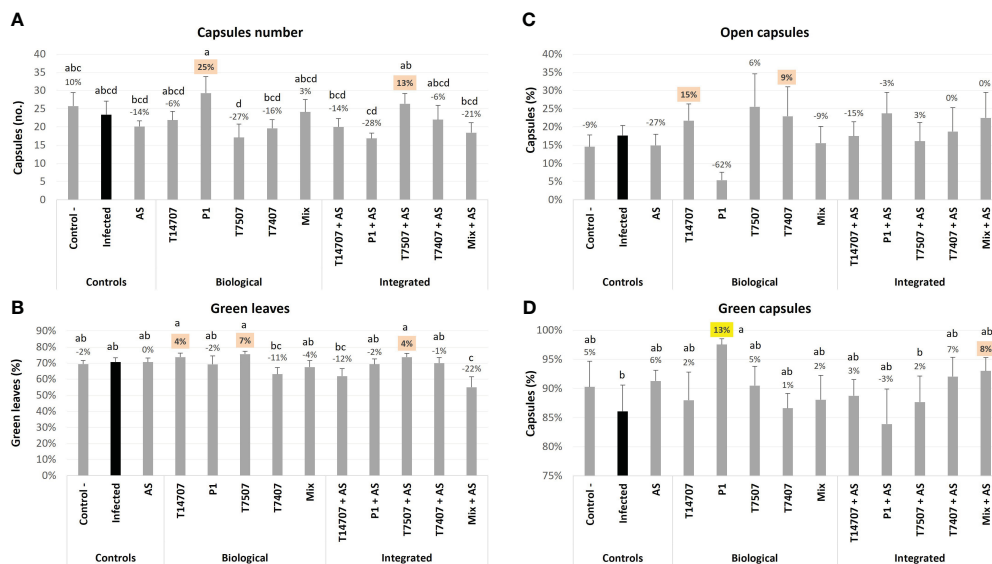 A
Capsules number
Capsules (no.)
40
35
30
25
20
15
10
5
0
abc
10%
abcd
bcd
-14%
abcd
-6%
a
25%
d
-27%
bcd
-16%
abcd
3%
abcd
-14%
cd
-28%
ab
13%
abcd
-6%
bcd
-21%
Control -
Infected
AS
T14707
P1
T7507
T7407
Mix
T14707 + AS
P1 + AS
T7507 + AS
T7407 + AS
Mix + AS
Controls
Biological
Integrated
C
Open capsules
Capsules (%)
40
35
30
25
20
15
10
5
0
-9%
-27%
15%
-62%
6%
9%
-9%
-15%
-3%
3%
0%
0%
Control -
Infected
AS
T14707
P1
T7507
T7407
Mix
T14707 + AS
P1 + AS
T7507 + AS
T7407 + AS
Mix + AS
Controls
Biological
Integrated
B
Green leaves
Green leaves (%)
90%
80%
70%
60%
50%
40%
30%
20%
10%
0%
ab
-2%
ab
ab
0%
a
4%
ab
-2%
a
7%
bc
-11%
ab
-4%
bc
-12%
ab
-2%
a
4%
ab
-1%
c
-22%
Control -
Infected
AS
T14707
P1
T7507
T7407
Mix
T14707 + AS
P1 + AS
T7507 + AS
T7407 + AS
Mix + AS
Controls
Biological
Integrated
D
Green capsules
Capsules (%)
100%
95%
90%
85%
80%
75%
ab
5%
b
ab
6%
ab
2%
13%
a
ab
5%
ab
1%
ab
2%
ab
3%
ab
-3%
b
2%
ab
7%
ab
8%
Control -
Infected
AS
T14707
P1
T7507
T7407
Mix
T14707 + AS
P1 + AS
T7507 + AS
T7407 + AS
Mix + AS
Controls
Biological
Integrated